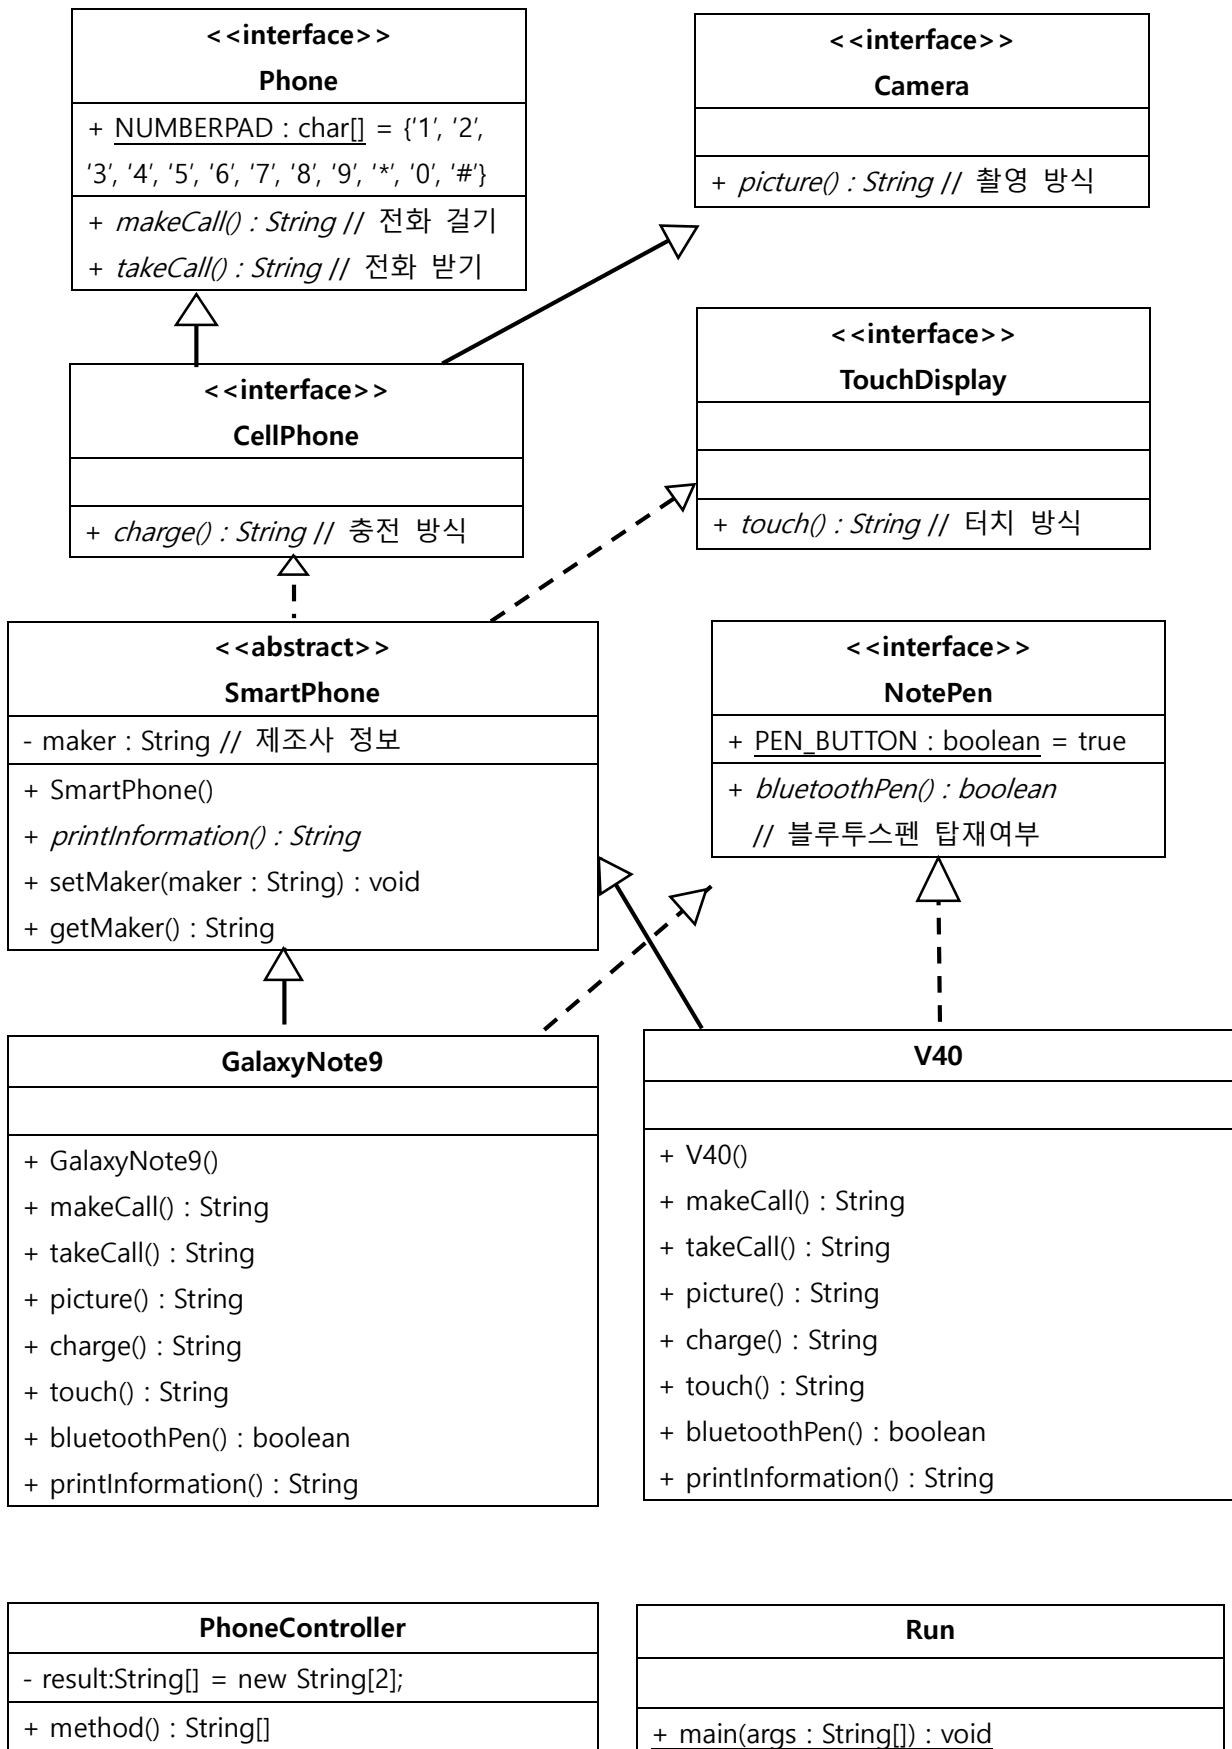 <<interface>>
Phone
+ NUMBERPAD : char[] = {'1', '2',
'3', '4', '5', '6', '7', '8', '9', '*', '0', '#'}
+ makeCall() : String // 전화 걸기
+ takeCall() : String // 전화 받기
<<interface>>
Camera
+ picture() : String // 촬영 방식
<<interface>>
CellPhone
+ charge() : String // 충전 방식
<<interface>>
TouchDisplay
+ touch() : String // 터치 방식
<<abstract>>
SmartPhone
- maker : String // 제조사 정보
+ SmartPhone()
+ printInformation() : String
+ setMaker(maker : String) : void
+ getMaker() : String
<<interface>>
NotePen
+ PEN_BUTTON : boolean = true
+ bluetoothPen() : boolean
// 블루투스펜 탑재여부
GalaxyNote9
+ GalaxyNote9()
+ makeCall() : String
+ takeCall() : String
+ picture() : String
+ charge() : String
+ touch() : String
+ bluetoothPen() : boolean
+ printInformation() : String
V40
+ V40()
+ makeCall() : String
+ takeCall() : String
+ picture() : String
+ charge() : String
+ touch() : String
+ bluetoothPen() : boolean
+ printInformation() : String
PhoneController
- result:String[] = new String[2];
+ method() : String[]
Run
+ main(args : String[]) : void